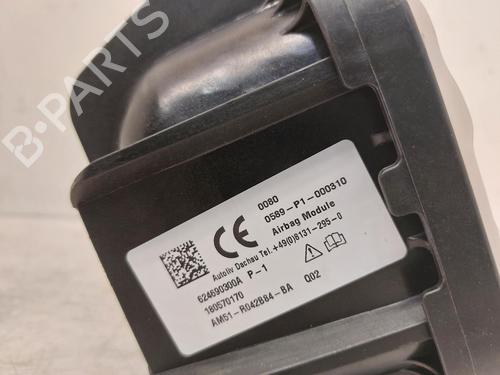 B-PARTS
CE
0080
0589-P1-000310
Airbag Module
Autoliv Dachau Tel.+49(0)8131-295-0
624690300A P-1
180570170
AM51-R042B84-BA Q02